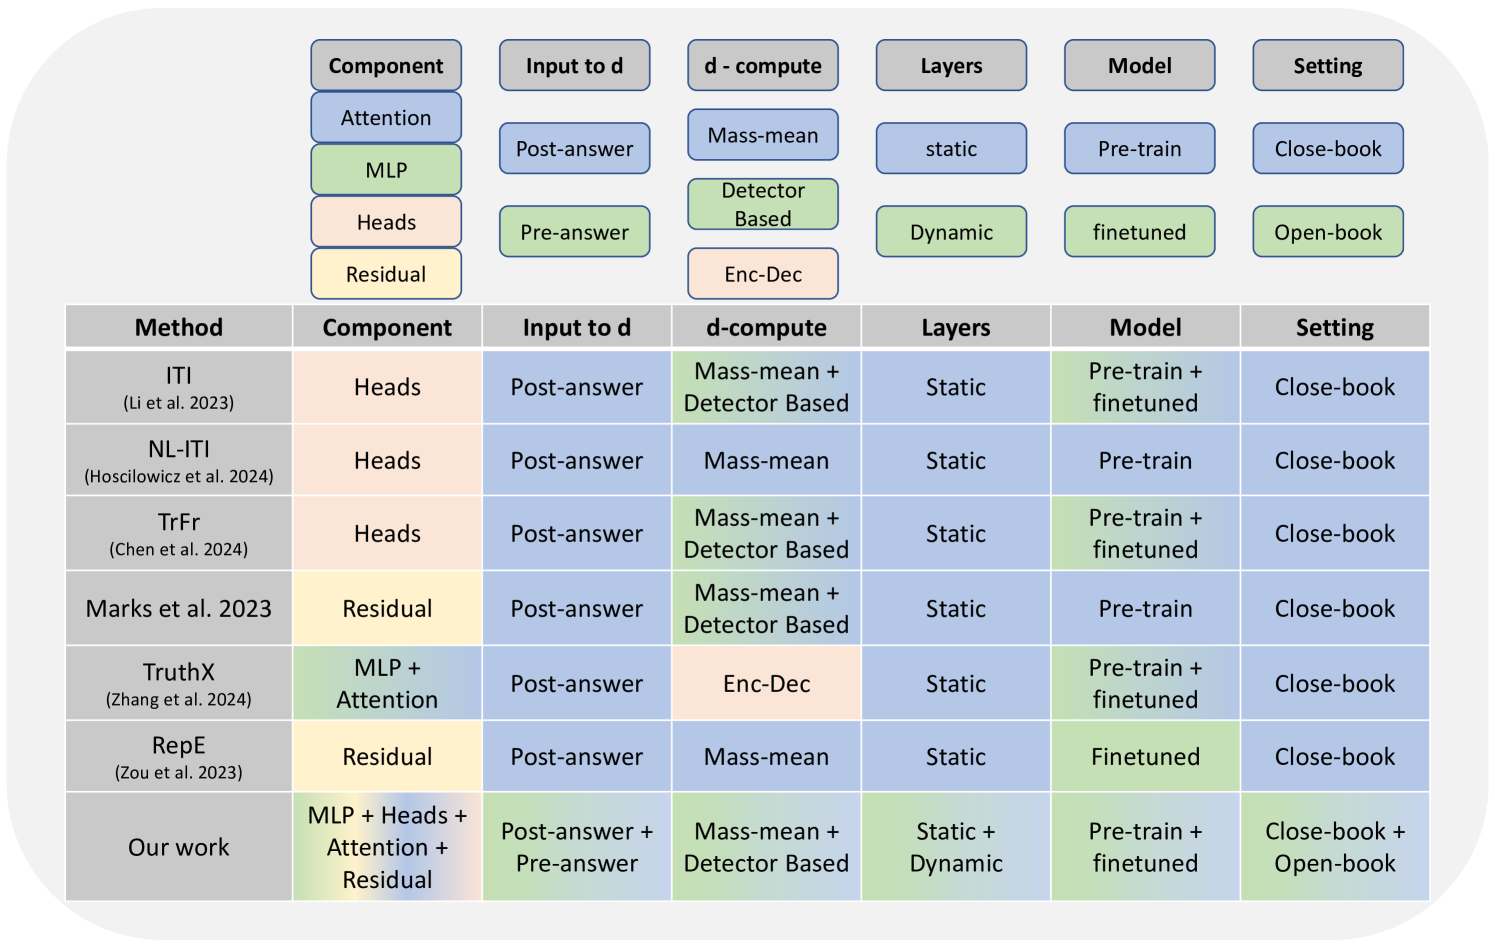 Component
Input to d
d - compute
Layers
Model
Setting
Attention
MLP
Heads
Residual
Post-answer
Pre-answer
Mass-mean
Detector
Based
Enc-Dec
static
Dynamic
Pre-train
finetuned
Close-book
Open-book
Method
Component
Input to d
d-compute
Layers
Model
Setting
ITI
(Li et al. 2023)
Heads
Post-answer
Mass-mean +
Detector Based
Static
Pre-train +
finetuned
Close-book
NL-ITI
(Hoscilowicz et al. 2024)
Heads
Post-answer
Mass-mean
Static
Pre-train
Close-book
TrFr
(Chen et al. 2024)
Heads
Post-answer
Mass-mean +
Detector Based
Static
Pre-train +
finetuned
Close-book
Marks et al. 2023
Residual
Post-answer
Mass-mean +
Detector Based
Static
Pre-train
Close-book
TruthX
(Zhang et al. 2024)
MLP +
Attention
Post-answer
Enc-Dec
Static
Pre-train +
finetuned
Close-book
RepE
(Zou et al. 2023)
Residual
Post-answer
Mass-mean
Static
Finetuned
Close-book
Our work
MLP + Heads +
Attention +
Residual
Post-answer +
Pre-answer
Mass-mean +
Detector Based
Static +
Dynamic
Pre-train +
finetuned
Close-book +
Open-book